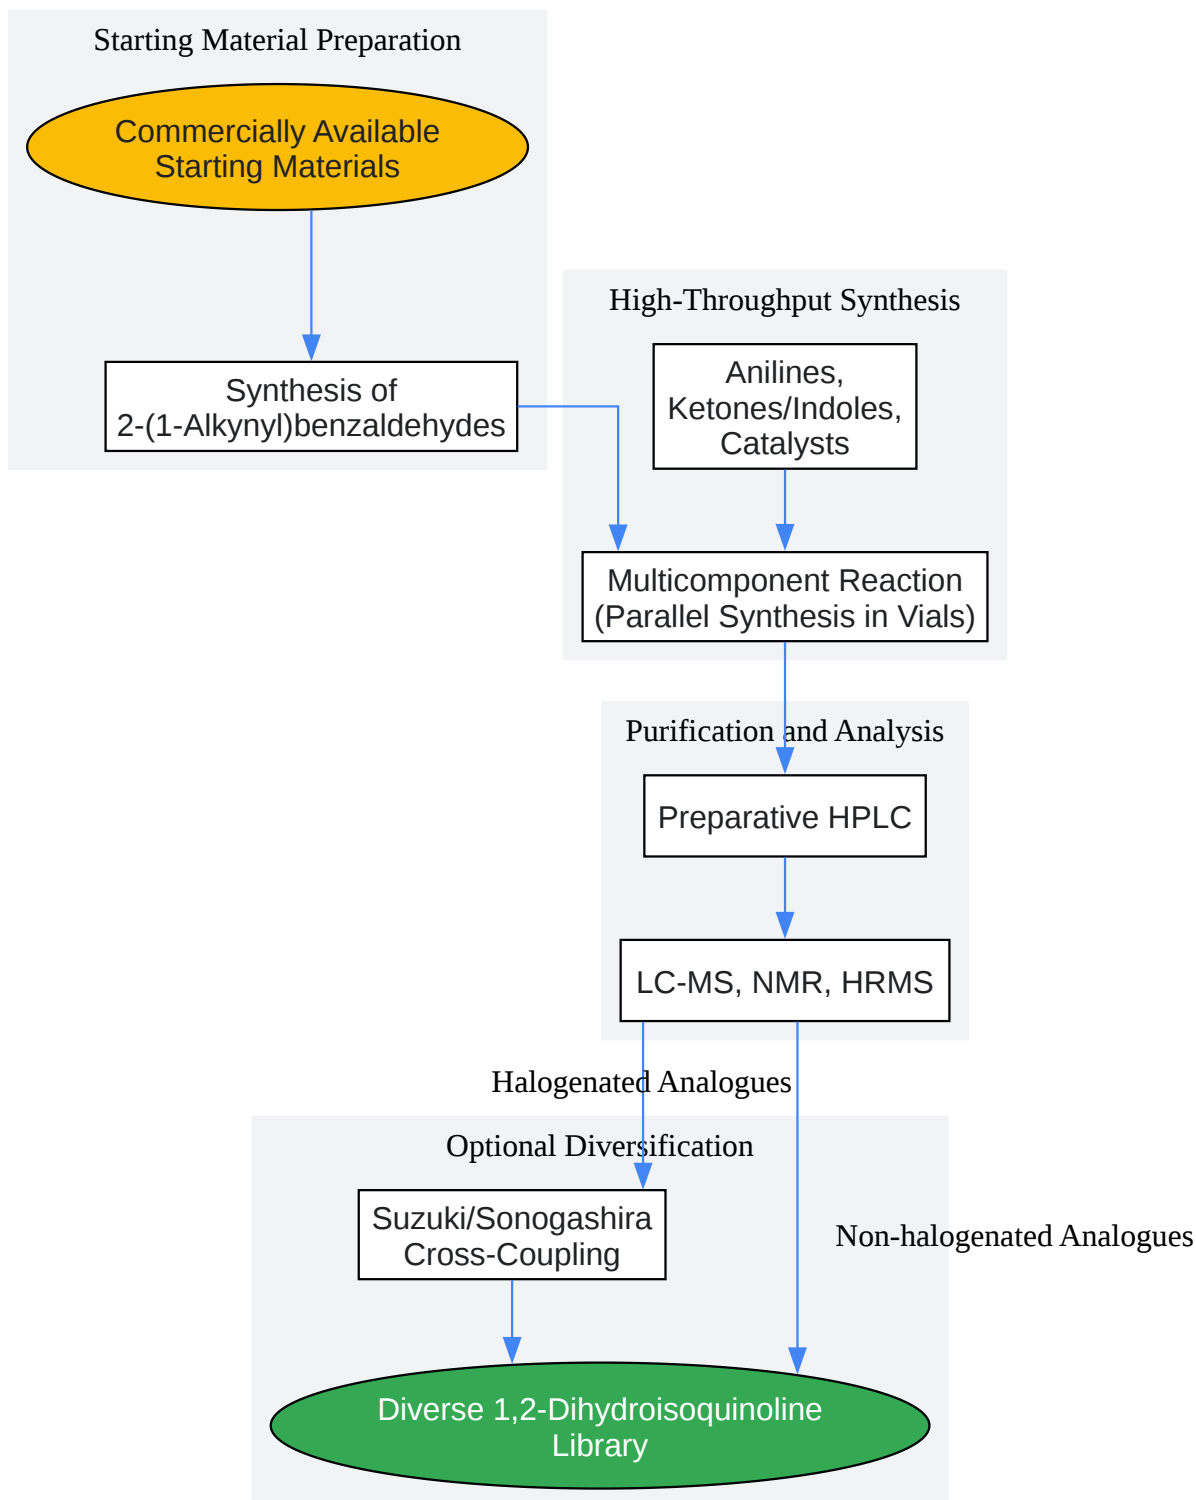 Starting Material Preparation
Commercially Available
Starting Materials
Synthesis of
2-(1-Alkynyl)benzaldehydes
High-Throughput Synthesis
Anilines,
Ketones/Indoles,
Catalysts
Multicomponent Reaction
(Parallel Synthesis in Vials)
Purification and Analysis
Preparative HPLC
LC-MS, NMR, HRMS
Halogenated Analogues
Optional Diversification
Suzuki/Sonogashira
Cross-Coupling
Non-halogenated Analogues
Diverse 1,2-Dihydroisoquinoline
Library